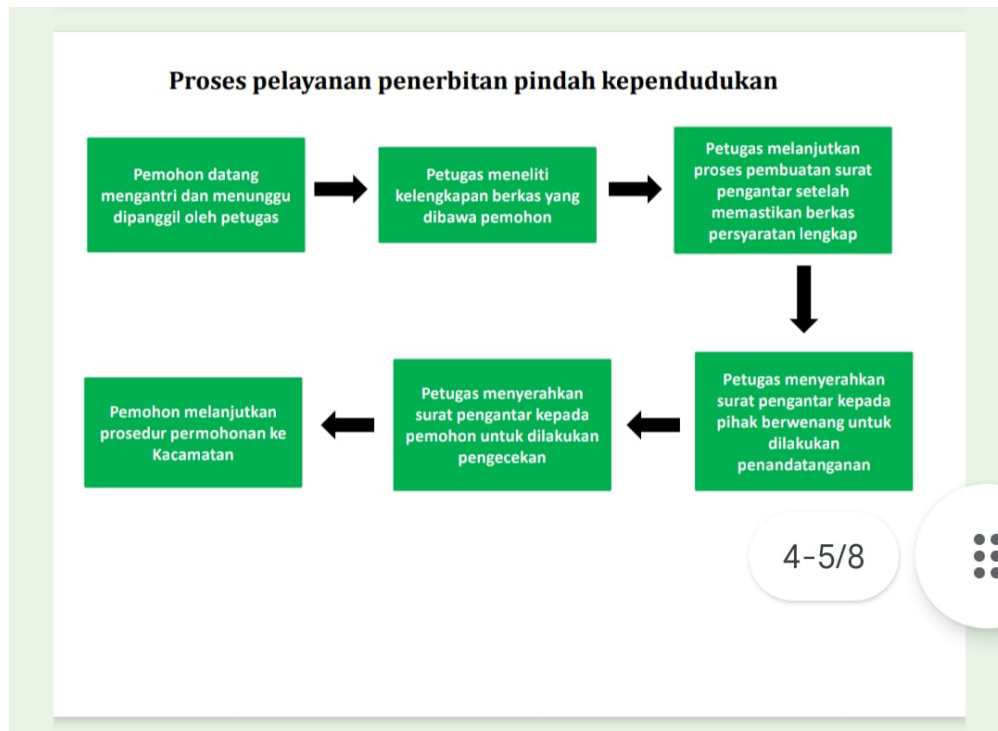 Proses pelayanan penerbitan pindah kependudukan
Pemohon datang
mengantri dan menunggu
dipanggil oleh petugas
Petugas meneliti
kelengkapan berkas yang
dibawa pemohon
Petugas melanjutkan
proses pembuatan surat
pengantar setelah
memastikan berkas
persyaratan lengkap
Petugas menyerahkan
surat pengantar kepada
pihak berwenang untuk
dilakukan
penandatanganan
Petugas menyerahkan
surat pengantar kepada
pemohon untuk dilakukan
pengecekan
Pemohon melanjutkan
prosedur permohonan ke
Kacamatan
4-5/8